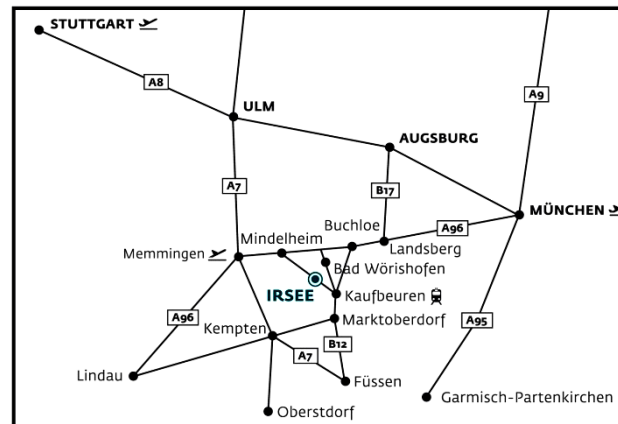 STUTTGART
A8
A9
ULM
AUGSBURG
A7
B17
MÜNCHEN
Buchloe
A96
Mindelheim
Landsberg
Memmingen
Bad Wörishofen
IRSEE
Kaufbeuren
A96
Kempten
Marktoberdorf
A95
B12
A7
Lindau
Füssen
Garmisch-Partenkirchen
Oberstdorf